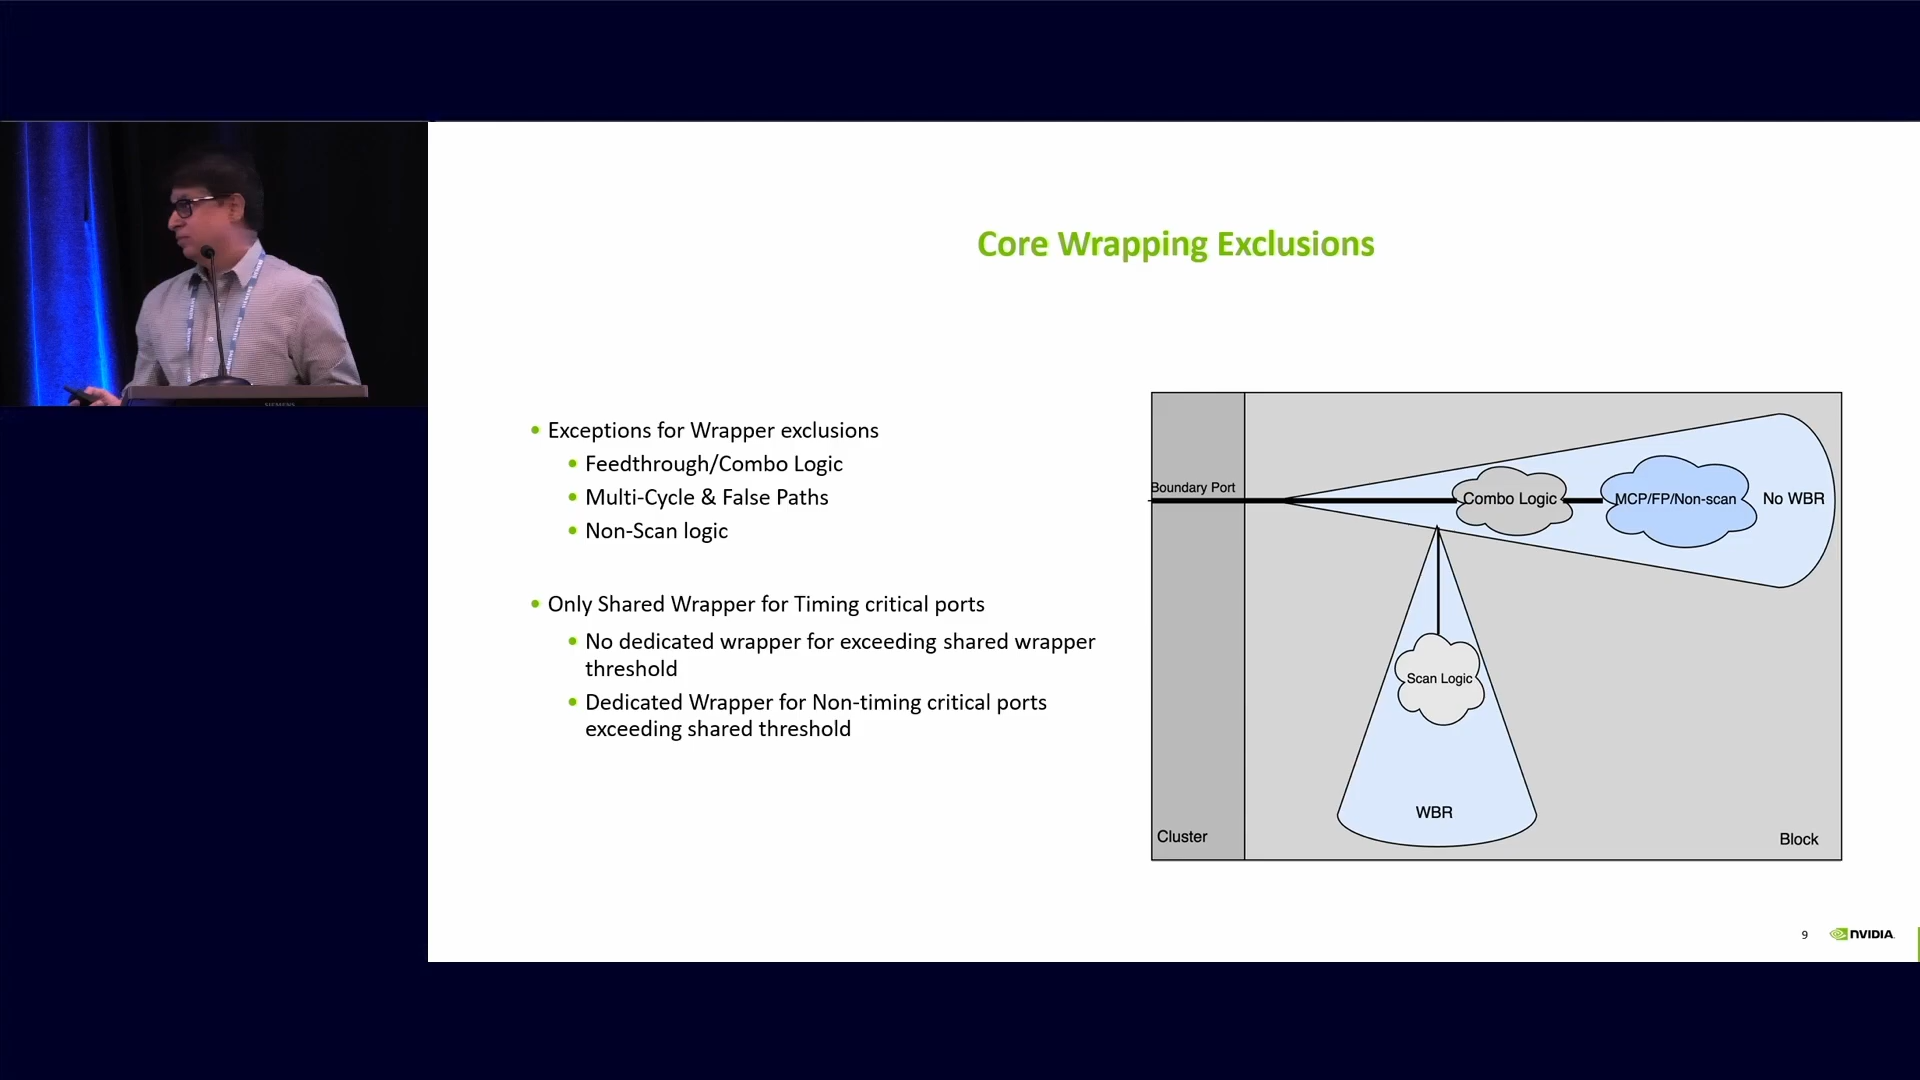 Core Wrapping Exclusions
Exceptions for Wrapper exclusions
Feedthrough/Combo Logic
Multi-Cycle & False Paths
Non-Scan logic
Only Shared Wrapper for Timing critical ports
No dedicated wrapper for exceeding shared wrapper
threshold
Dedicated Wrapper for Non-timing critical ports
exceeding shared threshold
Boundary Port
Combo Logic
MCP/FP/Non-scan
No WBR
Scan Logic
WBR
Cluster
Block
9
NVIDIA
SIEMENS
SIEMENS